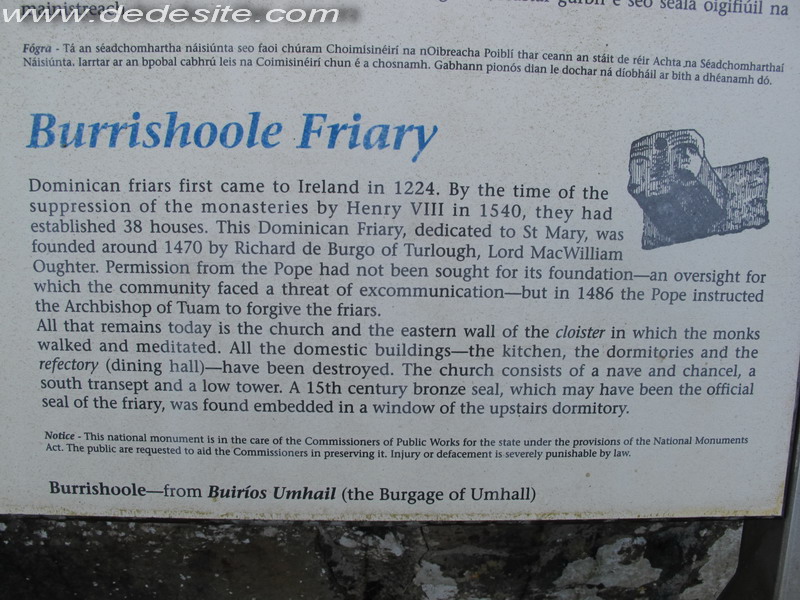 www.dedesite.com
mainistreach
garbh é seo séala oigifiúil na
Fógra - Tá an séadchomhartha náisiúnta seo faoi chúram Choimisinéirí na nOibreacha Poiblí thar ceann an stáit de réir Achta na Séadchomharthaí
Náisiúnta. Iarrtar ar an bpobal cabhrú leis na Coimisinéirí chun é a chosnamh. Gabhann pionós dian le dochar ná díobháil ar bith a dhéanamh dó.
Burrishoole Friary
Dominican friars first came to Ireland in 1224. By the time of the
suppression of the monasteries by Henry VIII in 1540, they had
established 38 houses. This Dominican Friary, dedicated to St Mary, was
founded around 1470 by Richard de Burgo of Turlough, Lord MacWilliam
Oughter. Permission from the Pope had not been sought for its foundation—an oversight for
which the community faced a threat of excommunication—but in 1486 the Pope instructed
the Archbishop of Tuam to forgive the friars.
All that remains today is the church and the eastern wall of the cloister in which the monks
walked and meditated. All the domestic buildings—the kitchen, the dormitories and the
refectory (dining hall)—have been destroyed. The church consists of a nave and chancel, a
south transept and a low tower. A 15th century bronze seal, which may have been the official
seal of the friary, was found embedded in a window of the upstairs dormitory.
Notice - This national monument is in the care of the Commissioners of Public Works for the state under the provisions of the National Monuments
Act. The public are requested to aid the Commissioners in preserving it. Injury or defacement is severely punishable by law.
Burrishoole—from Buiríos Umhail (the Burgage of Umhall)